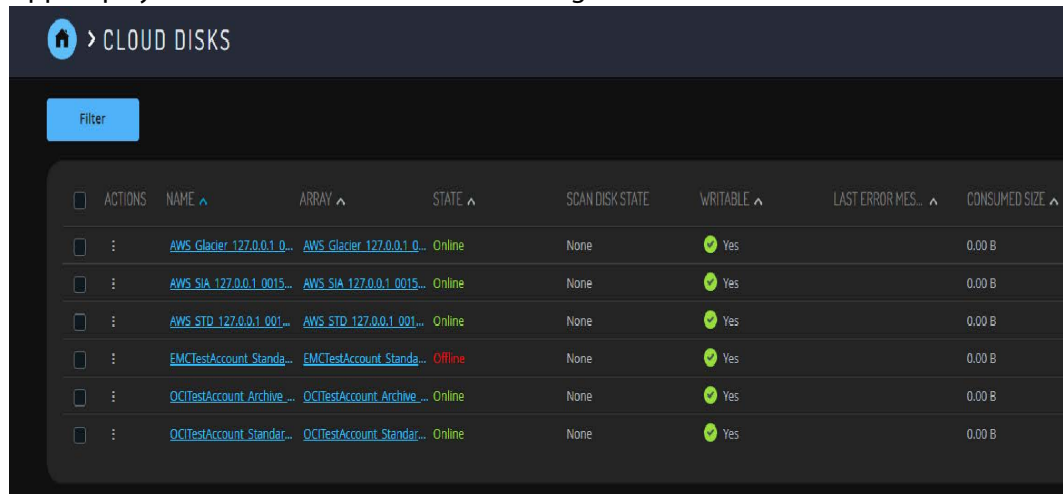 > CLOUD DISKS
Filter
ACTIONS NAME ARRAY STATE SCAN DISK STATE WRITABLE LAST ERROR MES... CONSUMED SIZE
AWS Glacier 127.0.0.1 0... AWS Glacier 127.0.0.1 0... Online None Yes 0.00 B
AWS SIA 127.0.0.1 0015... AWS SIA 127.0.0.1 0015... Online None Yes 0.00 B
AWS STD 127.0.0.1 001... AWS STD 127.0.0.1 001... Online None Yes 0.00 B
EMCTestAccount Standa... EMCTestAccount Standa... Offline None Yes 0.00 B
OCITestAccount Archive ... OCITestAccount Archive ... Online None Yes 0.00 B
OCITestAccount Standar... OCITestAccount Standar... Online None Yes 0.00 B